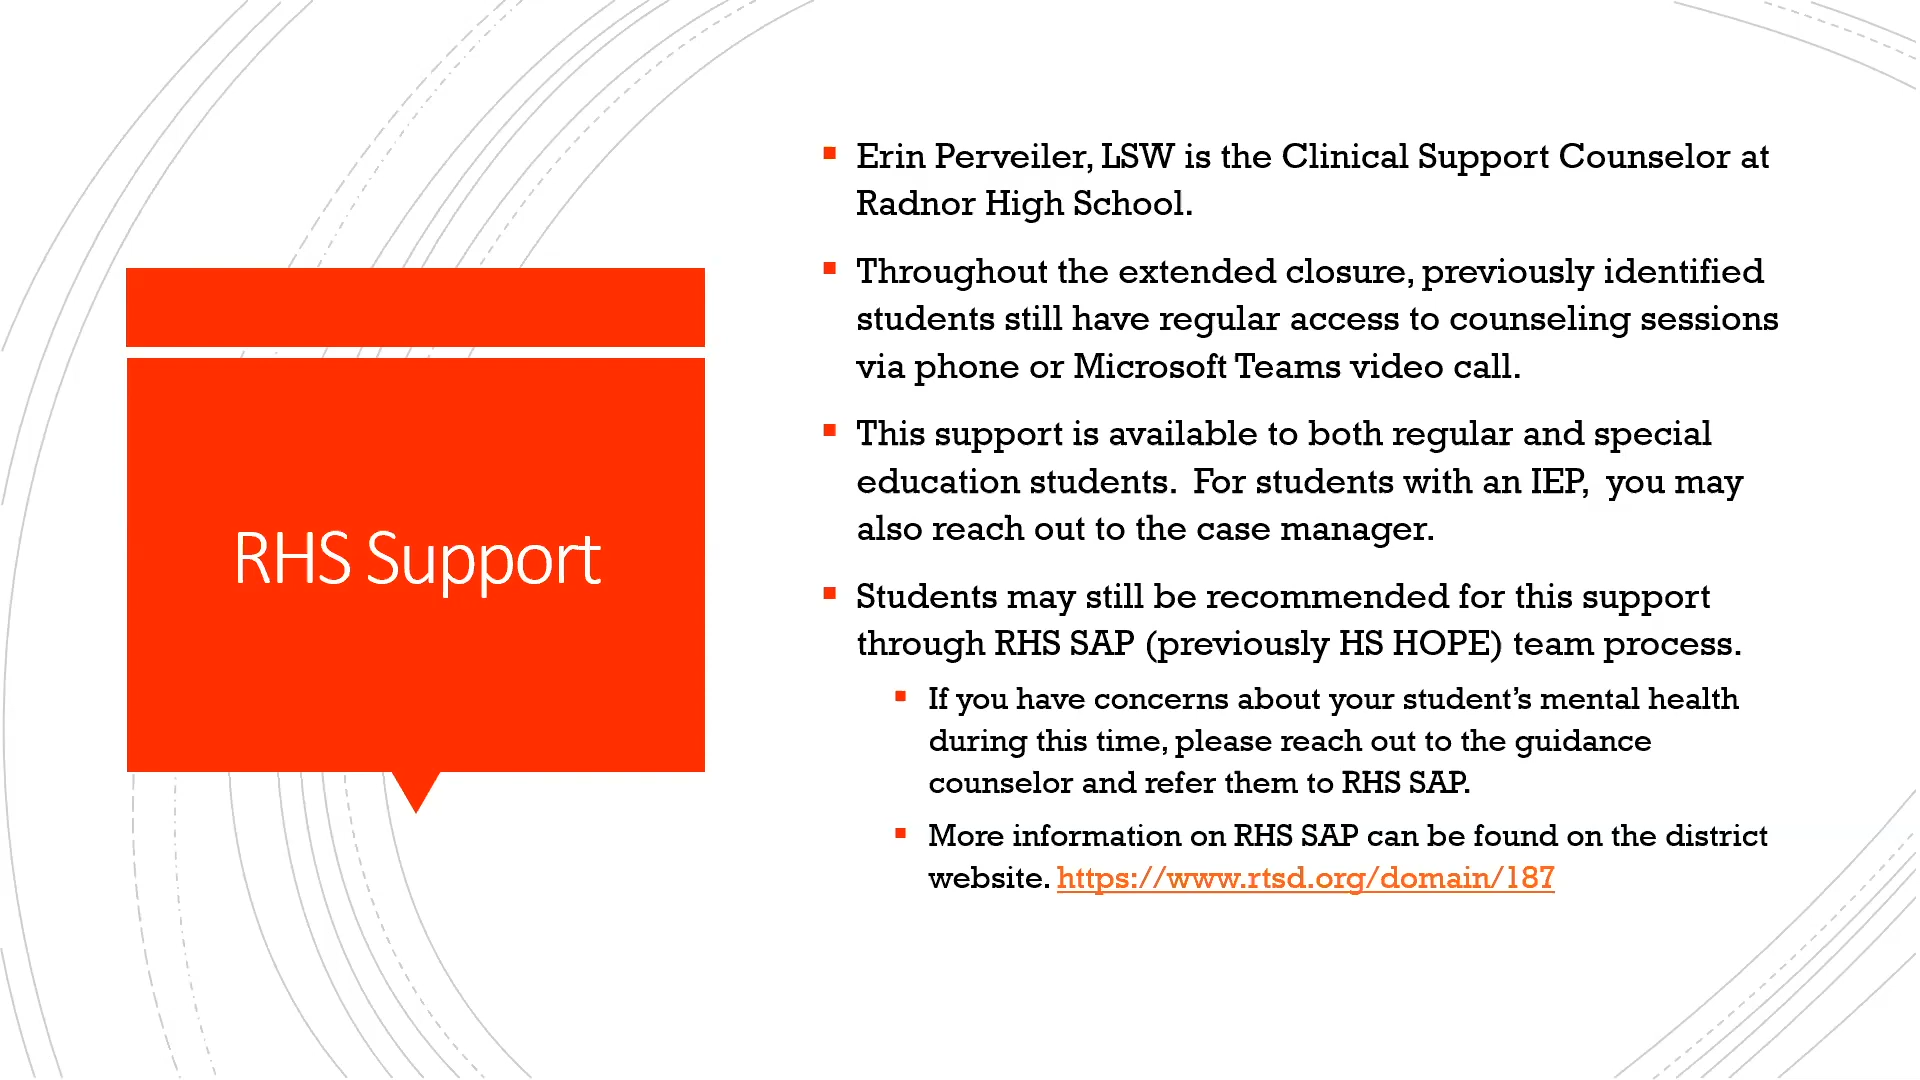 RHS Support
Erin Perveiler, LSW is the Clinical Support Counselor at
Radnor High School.
Throughout the extended closure, previously identified
students still have regular access to counseling sessions
via phone or Microsoft Teams video call.
This support is available to both regular and special
education students.  For students with an IEP,  you may
also reach out to the case manager.
Students may still be recommended for this support
through RHS SAP (previously HS HOPE) team process.
If you have concerns about your student’s mental health
during this time, please reach out to the guidance
counselor and refer them to RHS SAP.
More information on RHS SAP can be found on the district
website. https://www.rtsd.org/domain/187